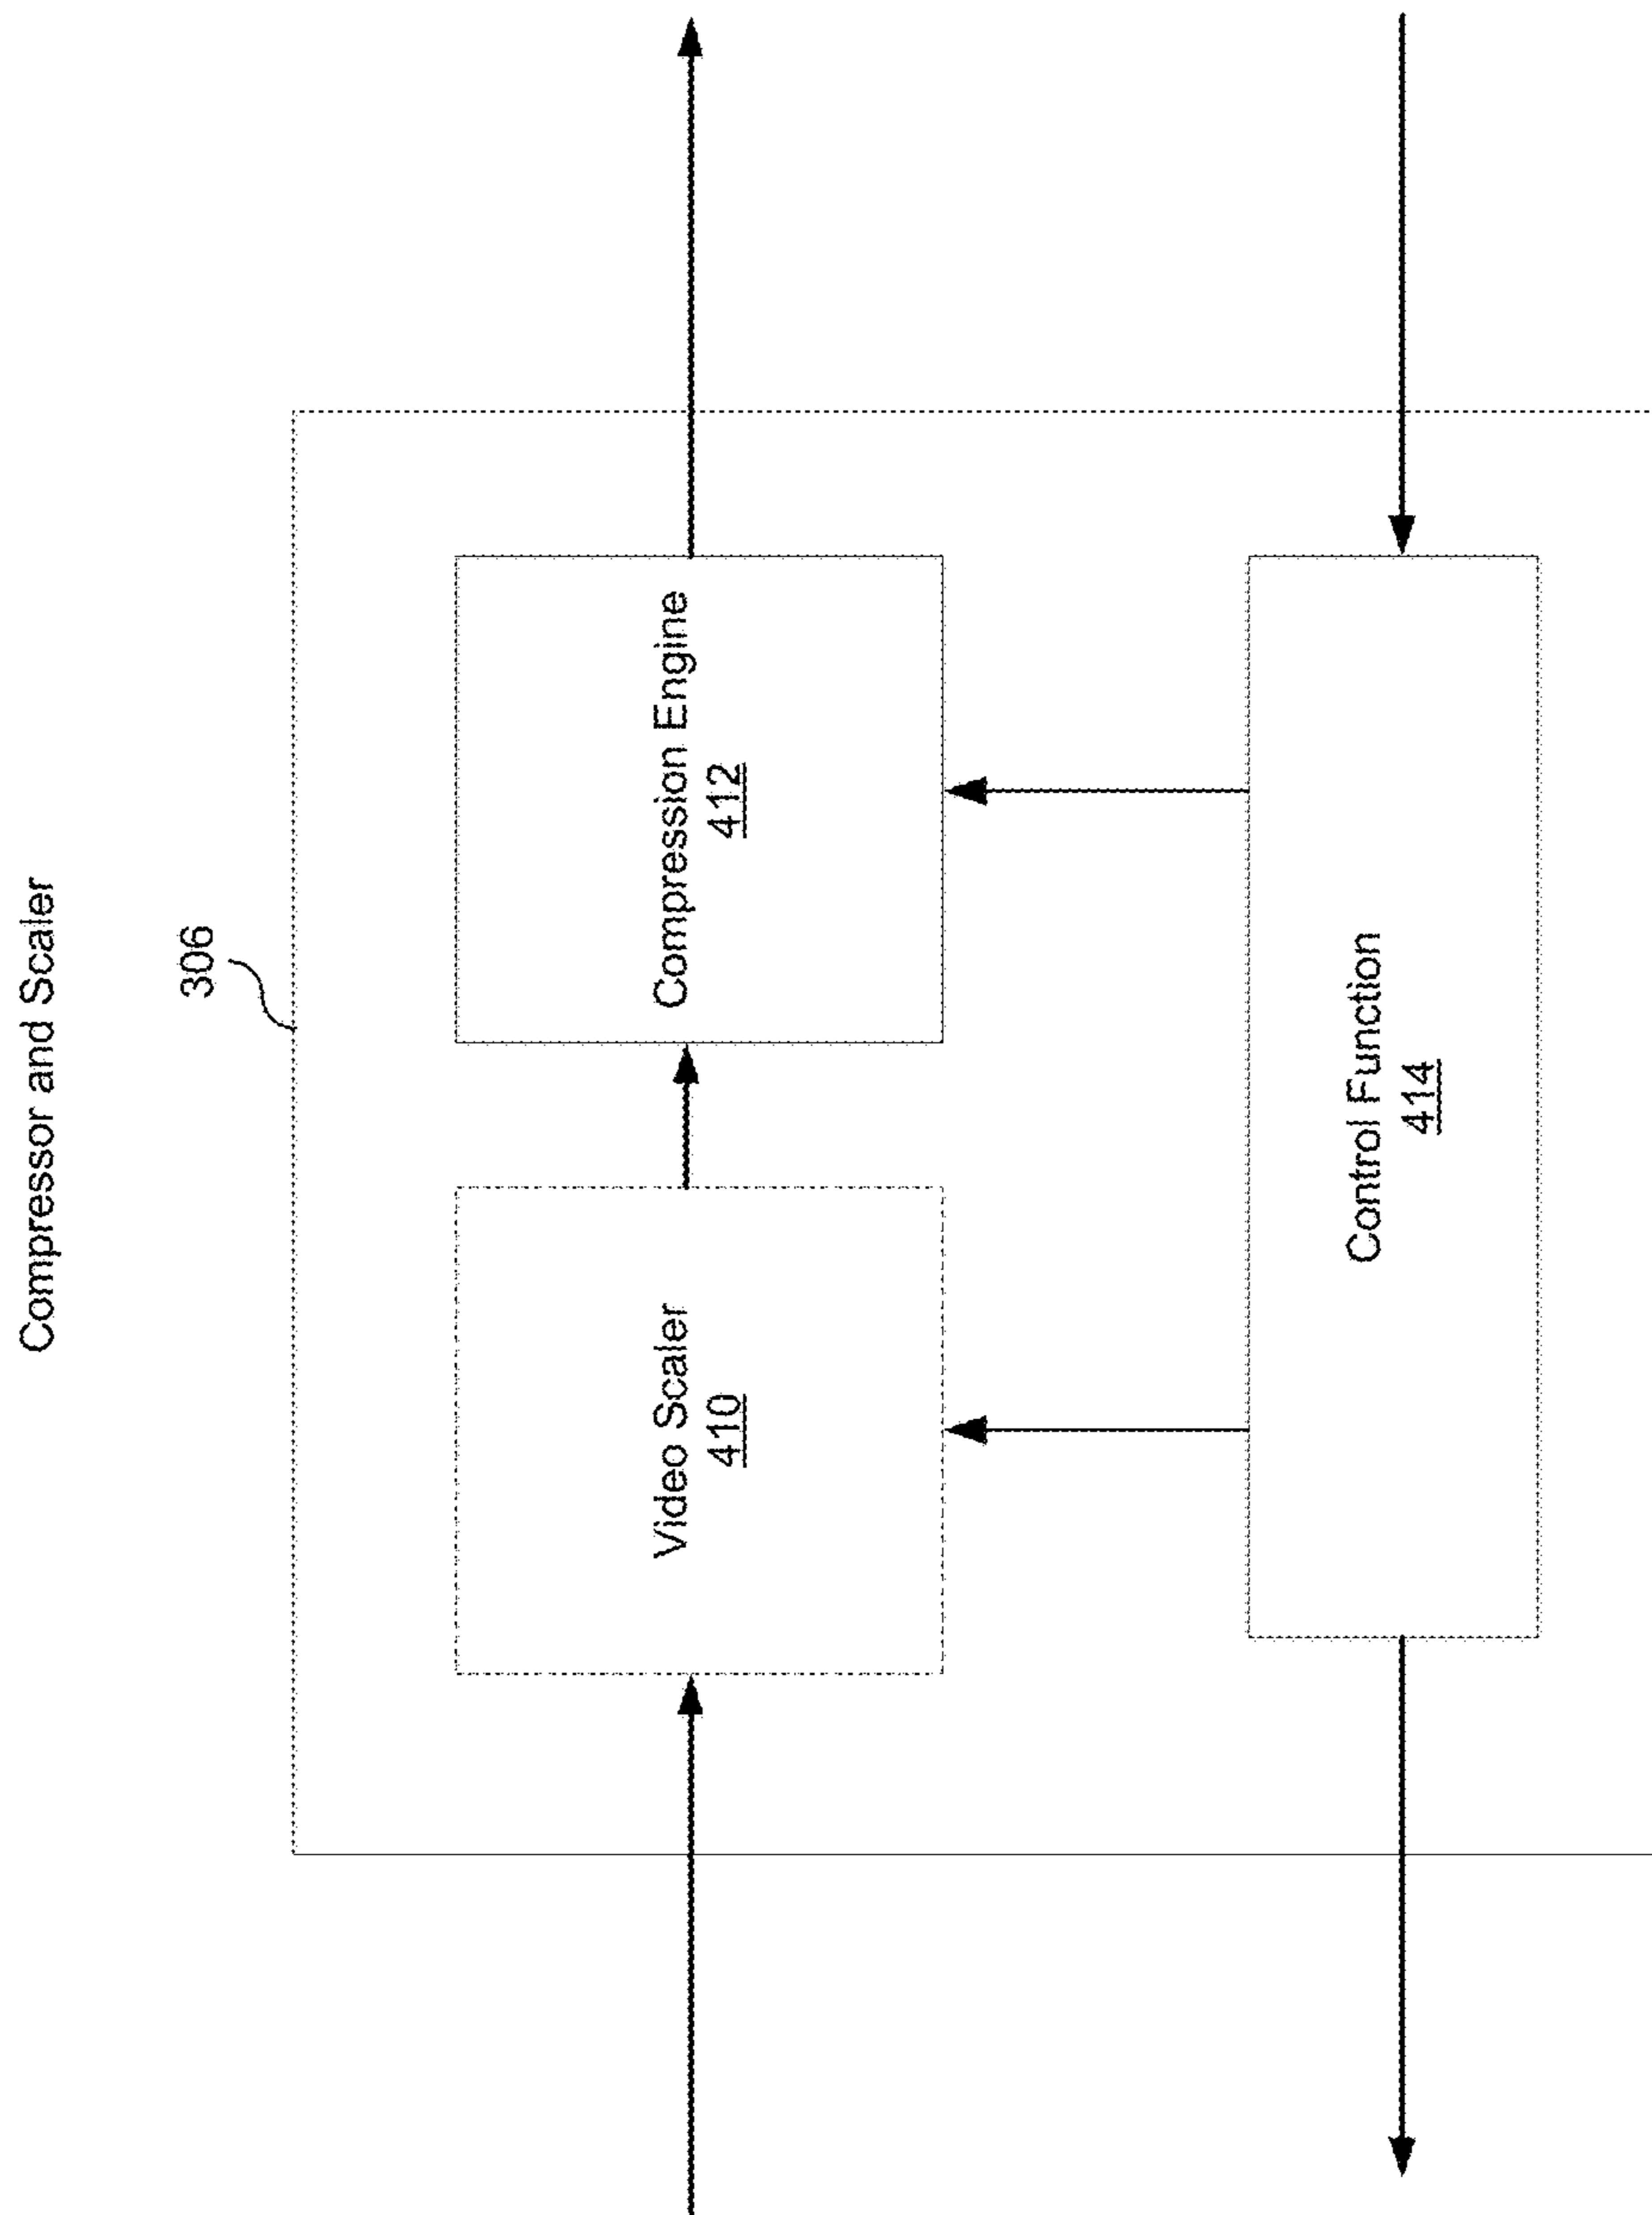 Compressor and Scaler
306
Video Scaler
410
Compression Engine
412
Control Function
414